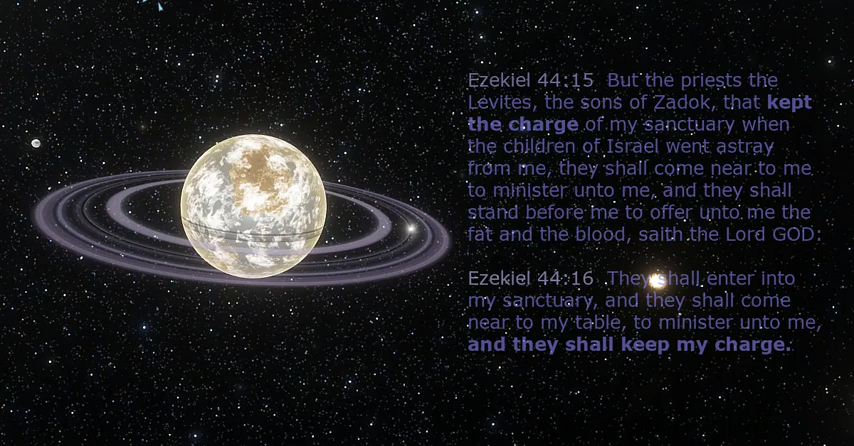 Ezekiel 44:15  But the priests the
Levites, the sons of Zadok, that kept
the charge of my sanctuary when
the children of Israel went astray
from me, they shall come near to me
to minister unto me, and they shall
stand before me to offer unto me the
fat and the blood, saith the Lord GOD:
Ezekiel 44:16  They shall enter into
my sanctuary, and they shall come
near to my table, to minister unto me,
and they shall keep my charge.